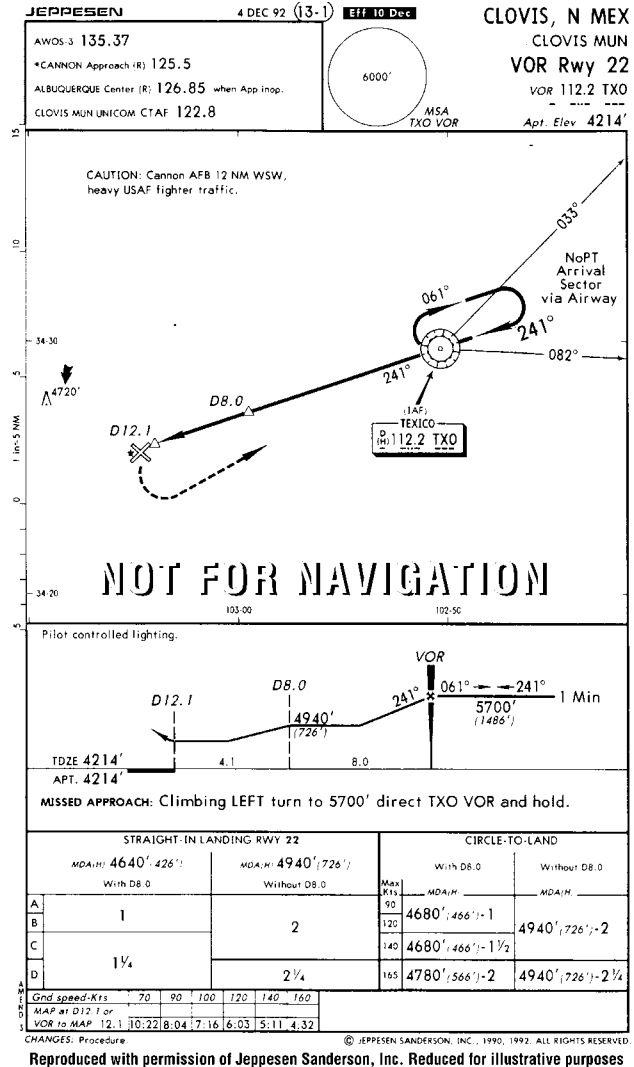 JEPPESEN 4 DEC 92 (13-1) Eff 10 Dec
CLOVIS, N MEX
CLOVIS MUN
VOR Rwy 22
VOR 112.2 TXO
Apt. Elev 4214'
AWOS-3 135.37
*CANNON Approach (R) 125.5
ALBUQUERQUE Center (R) 126.85 when App inop.
CLOVIS MUN UNICOM CTAF 122.8
6000'
MSA
TXO VOR
CAUTION: Cannon AFB 12 NM WSW,
heavy USAF fighter traffic.
033°
NoPT
Arrival
Sector
via Airway
061°
241°
082°
241°
34-30
4720'
D8.0
D12.1
(IAF)
TEXICO
D
(H) 112.2 TXO
15
10
5
1 in=5 NM
0
5
NOT FOR NAVIGATION
34-20
103-00
102-50
Pilot controlled lighting.
VOR
D12.1
D8.0
241°
061°
241°
1 Min
5700'
(1486')
4940'
(726')
TDZE 4214'
4.1
8.0
APT. 4214'
MISSED APPROACH: Climbing LEFT turn to 5700' direct TXO VOR and hold.
STRAIGHT-IN LANDING RWY 22
CIRCLE-TO-LAND
MDA(H) 4640' (426')
MDA(H) 4940' (726')
With D8.0
Without D8.0
With D8.0
Without D8.0
Max
Kts
MDA(H)
MDA(H)
A
B
C
D
1
1¼
2
2¼
90
120
140
165
4680' (466')-1
4680' (466')-1½
4780' (566')-2
4940' (726')-2
4940' (726')-2¼
Gnd speed-Kts 70 90 100 120 140 160
MAP at D12.1 or
VOR to MAP 12.1 10:22 8:04 7:16 6:03 5:11 4:32
AMEND 5
CHANGES: Procedure.
© JEPPESEN SANDERSON, INC., 1990, 1992. ALL RIGHTS RESERVED.
Reproduced with permission of Jeppesen Sanderson, Inc. Reduced for illustrative purposes